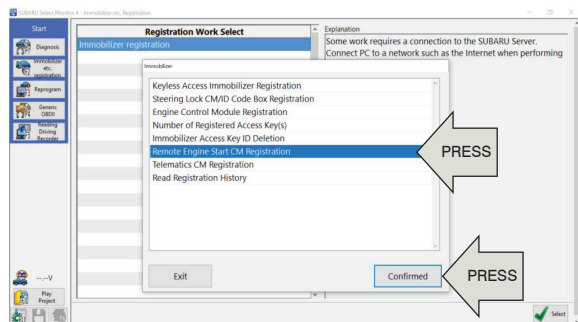 SUBARU Select Monitor 4 - Immobilizer etc. Registration
Start
Diagnosis
Immobilizer
etc.
registration
Reprogram
Generic
OBDII
Reading
Driving
Recorder
--.--V
Play
Project
Registration Work Select
Immobilizer registration
Explanation
Some work requires a connection to the SUBARU Server.
Connect PC to a network such as the Internet when performing
Immobilizer
Keyless Access Immobilizer Registration
Steering Lock CM/ID Code Box Registration
Engine Control Module Registration
Number of Registered Access Key(s)
Immobilizer Access Key ID Deletion
Remote Engine Start CM Registration
Telematics CM Registration
Read Registration History
Exit
Confirmed
PRESS
PRESS
Select